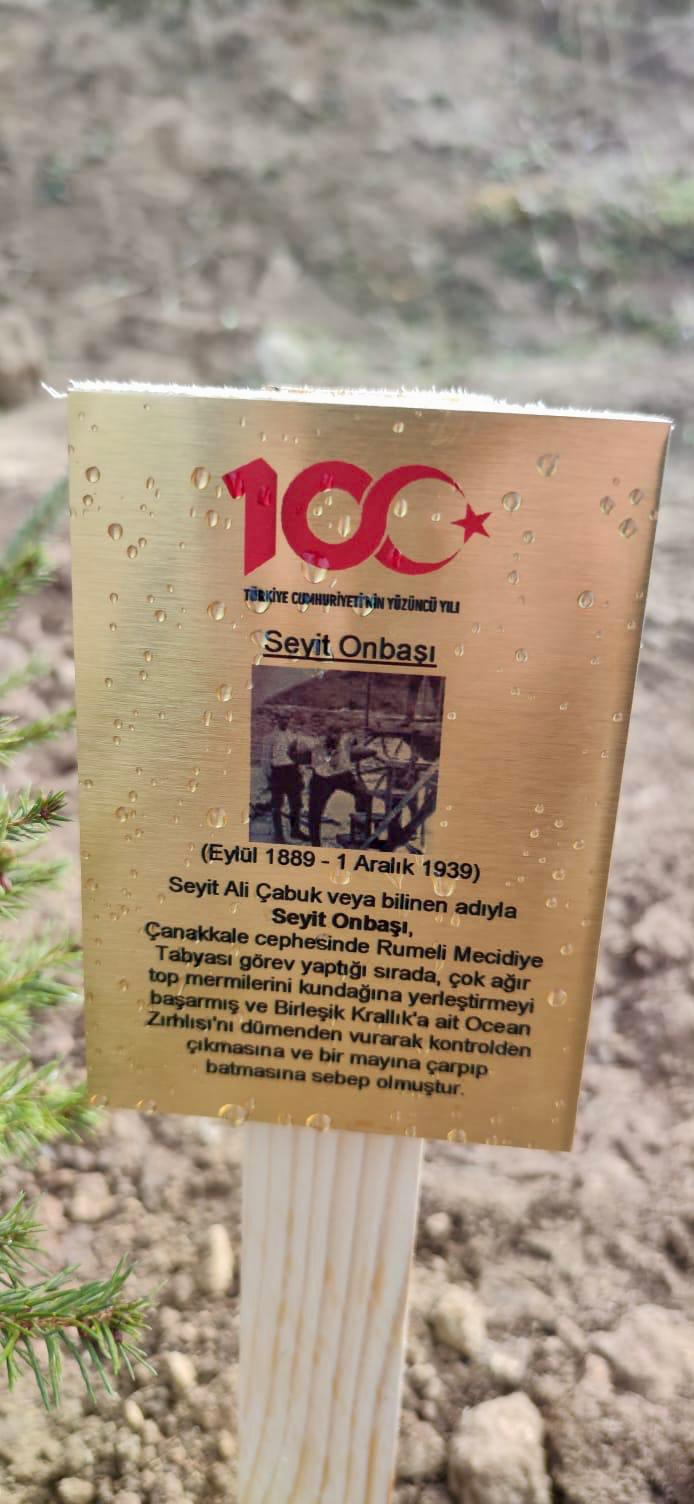 100
TÜRKİYE CUMHURİYETİ'NİN YÜZÜNCÜ YILI
Seyit Onbaşı
(Eylül 1889 - 1 Aralık 1939)
Seyit Ali Çabuk veya bilinen adıyla
Seyit Onbaşı,
Çanakkale cephesinde Rumeli Mecidiye
Tabyası görev yaptığı sırada, çok ağır
top mermilerini kundağına yerleştirmeyi
başarmış ve Birleşik Krallık'a ait Ocean
Zırhlısı'nı dümenden vurarak kontrolden
çıkmasına ve bir mayına çarpıp
batmasına sebep olmuştur.